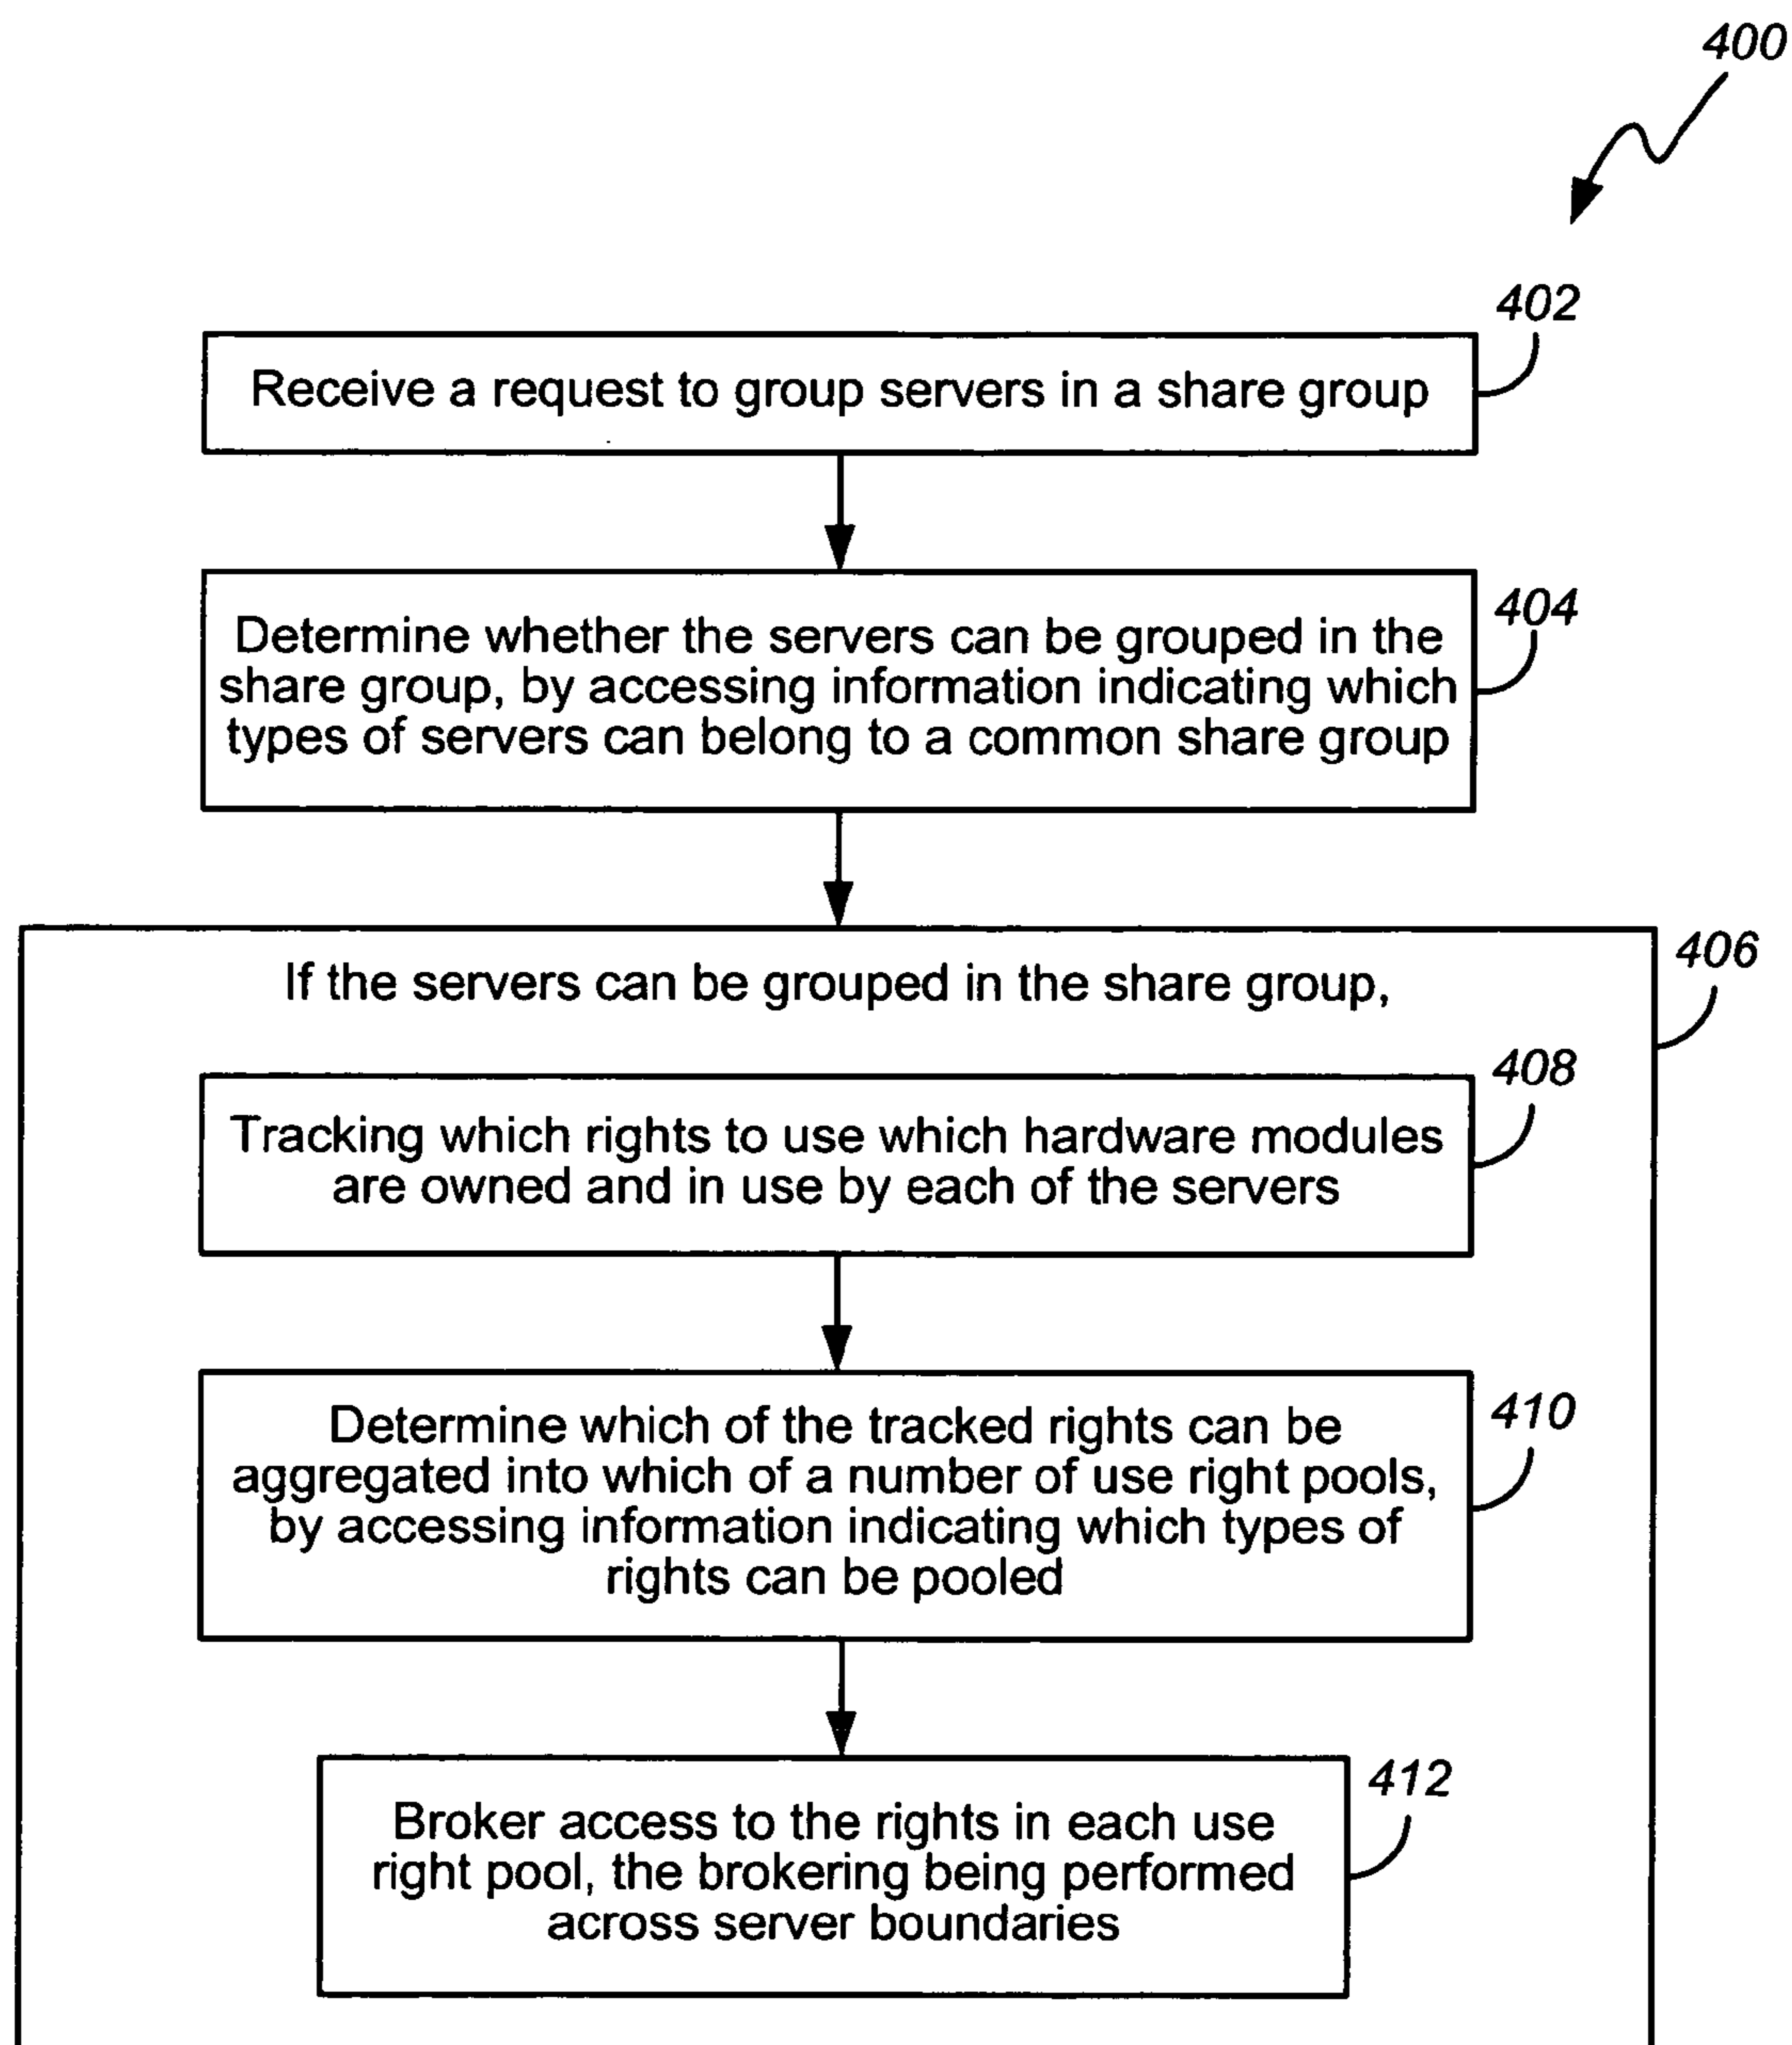 400
402
Receive a request to group servers in a share group
404
Determine whether the servers can be grouped in the
share group, by accessing information indicating which
types of servers can belong to a common share group
406
If the servers can be grouped in the share group,
408
Tracking which rights to use which hardware modules
are owned and in use by each of the servers
410
Determine which of the tracked rights can be
aggregated into which of a number of use right pools,
by accessing information indicating which types of
rights can be pooled
412
Broker access to the rights in each use
right pool, the brokering being performed
across server boundaries